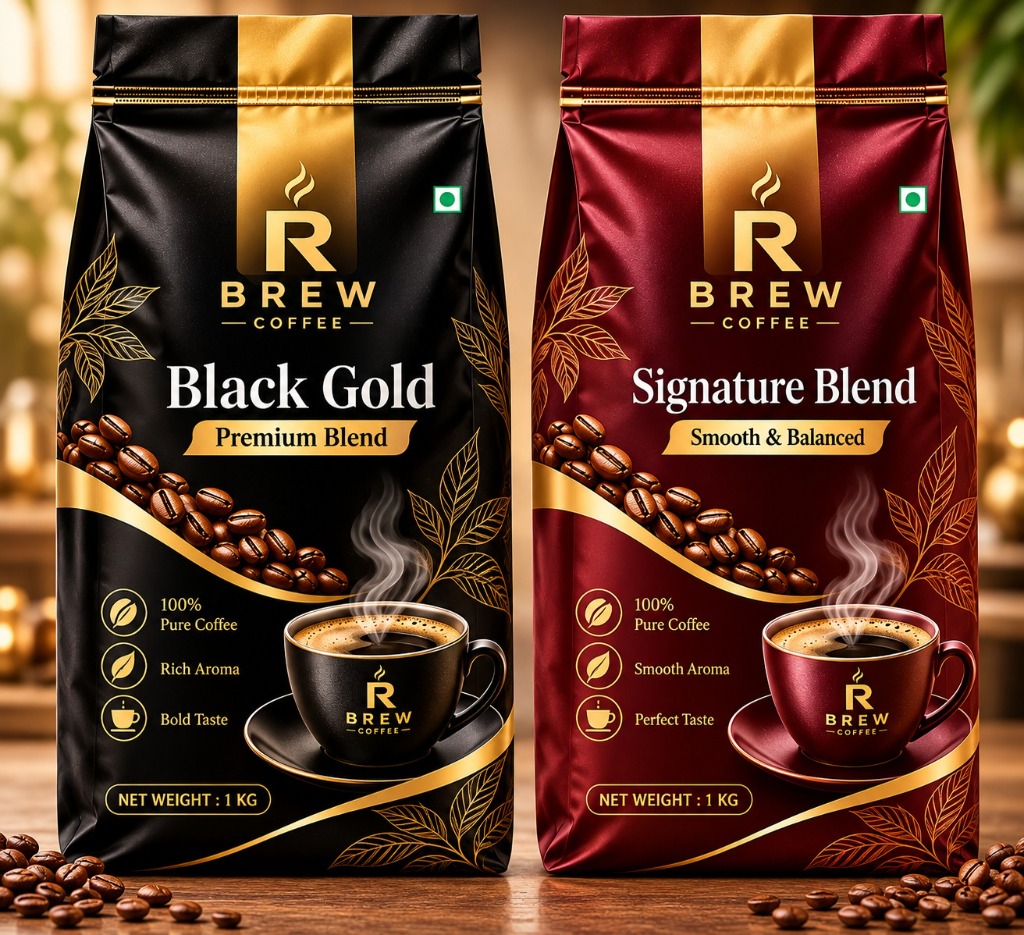 R
BREW
COFFEE
Black Gold
Premium Blend
100%
Pure Coffee
Rich Aroma
Bold Taste
R
BREW
COFFEE
NET WEIGHT : 1 KG
R
BREW
COFFEE
Signature Blend
Smooth & Balanced
100%
Pure Coffee
Smooth Aroma
Perfect Taste
R
BREW
COFFEE
NET WEIGHT : 1 KG